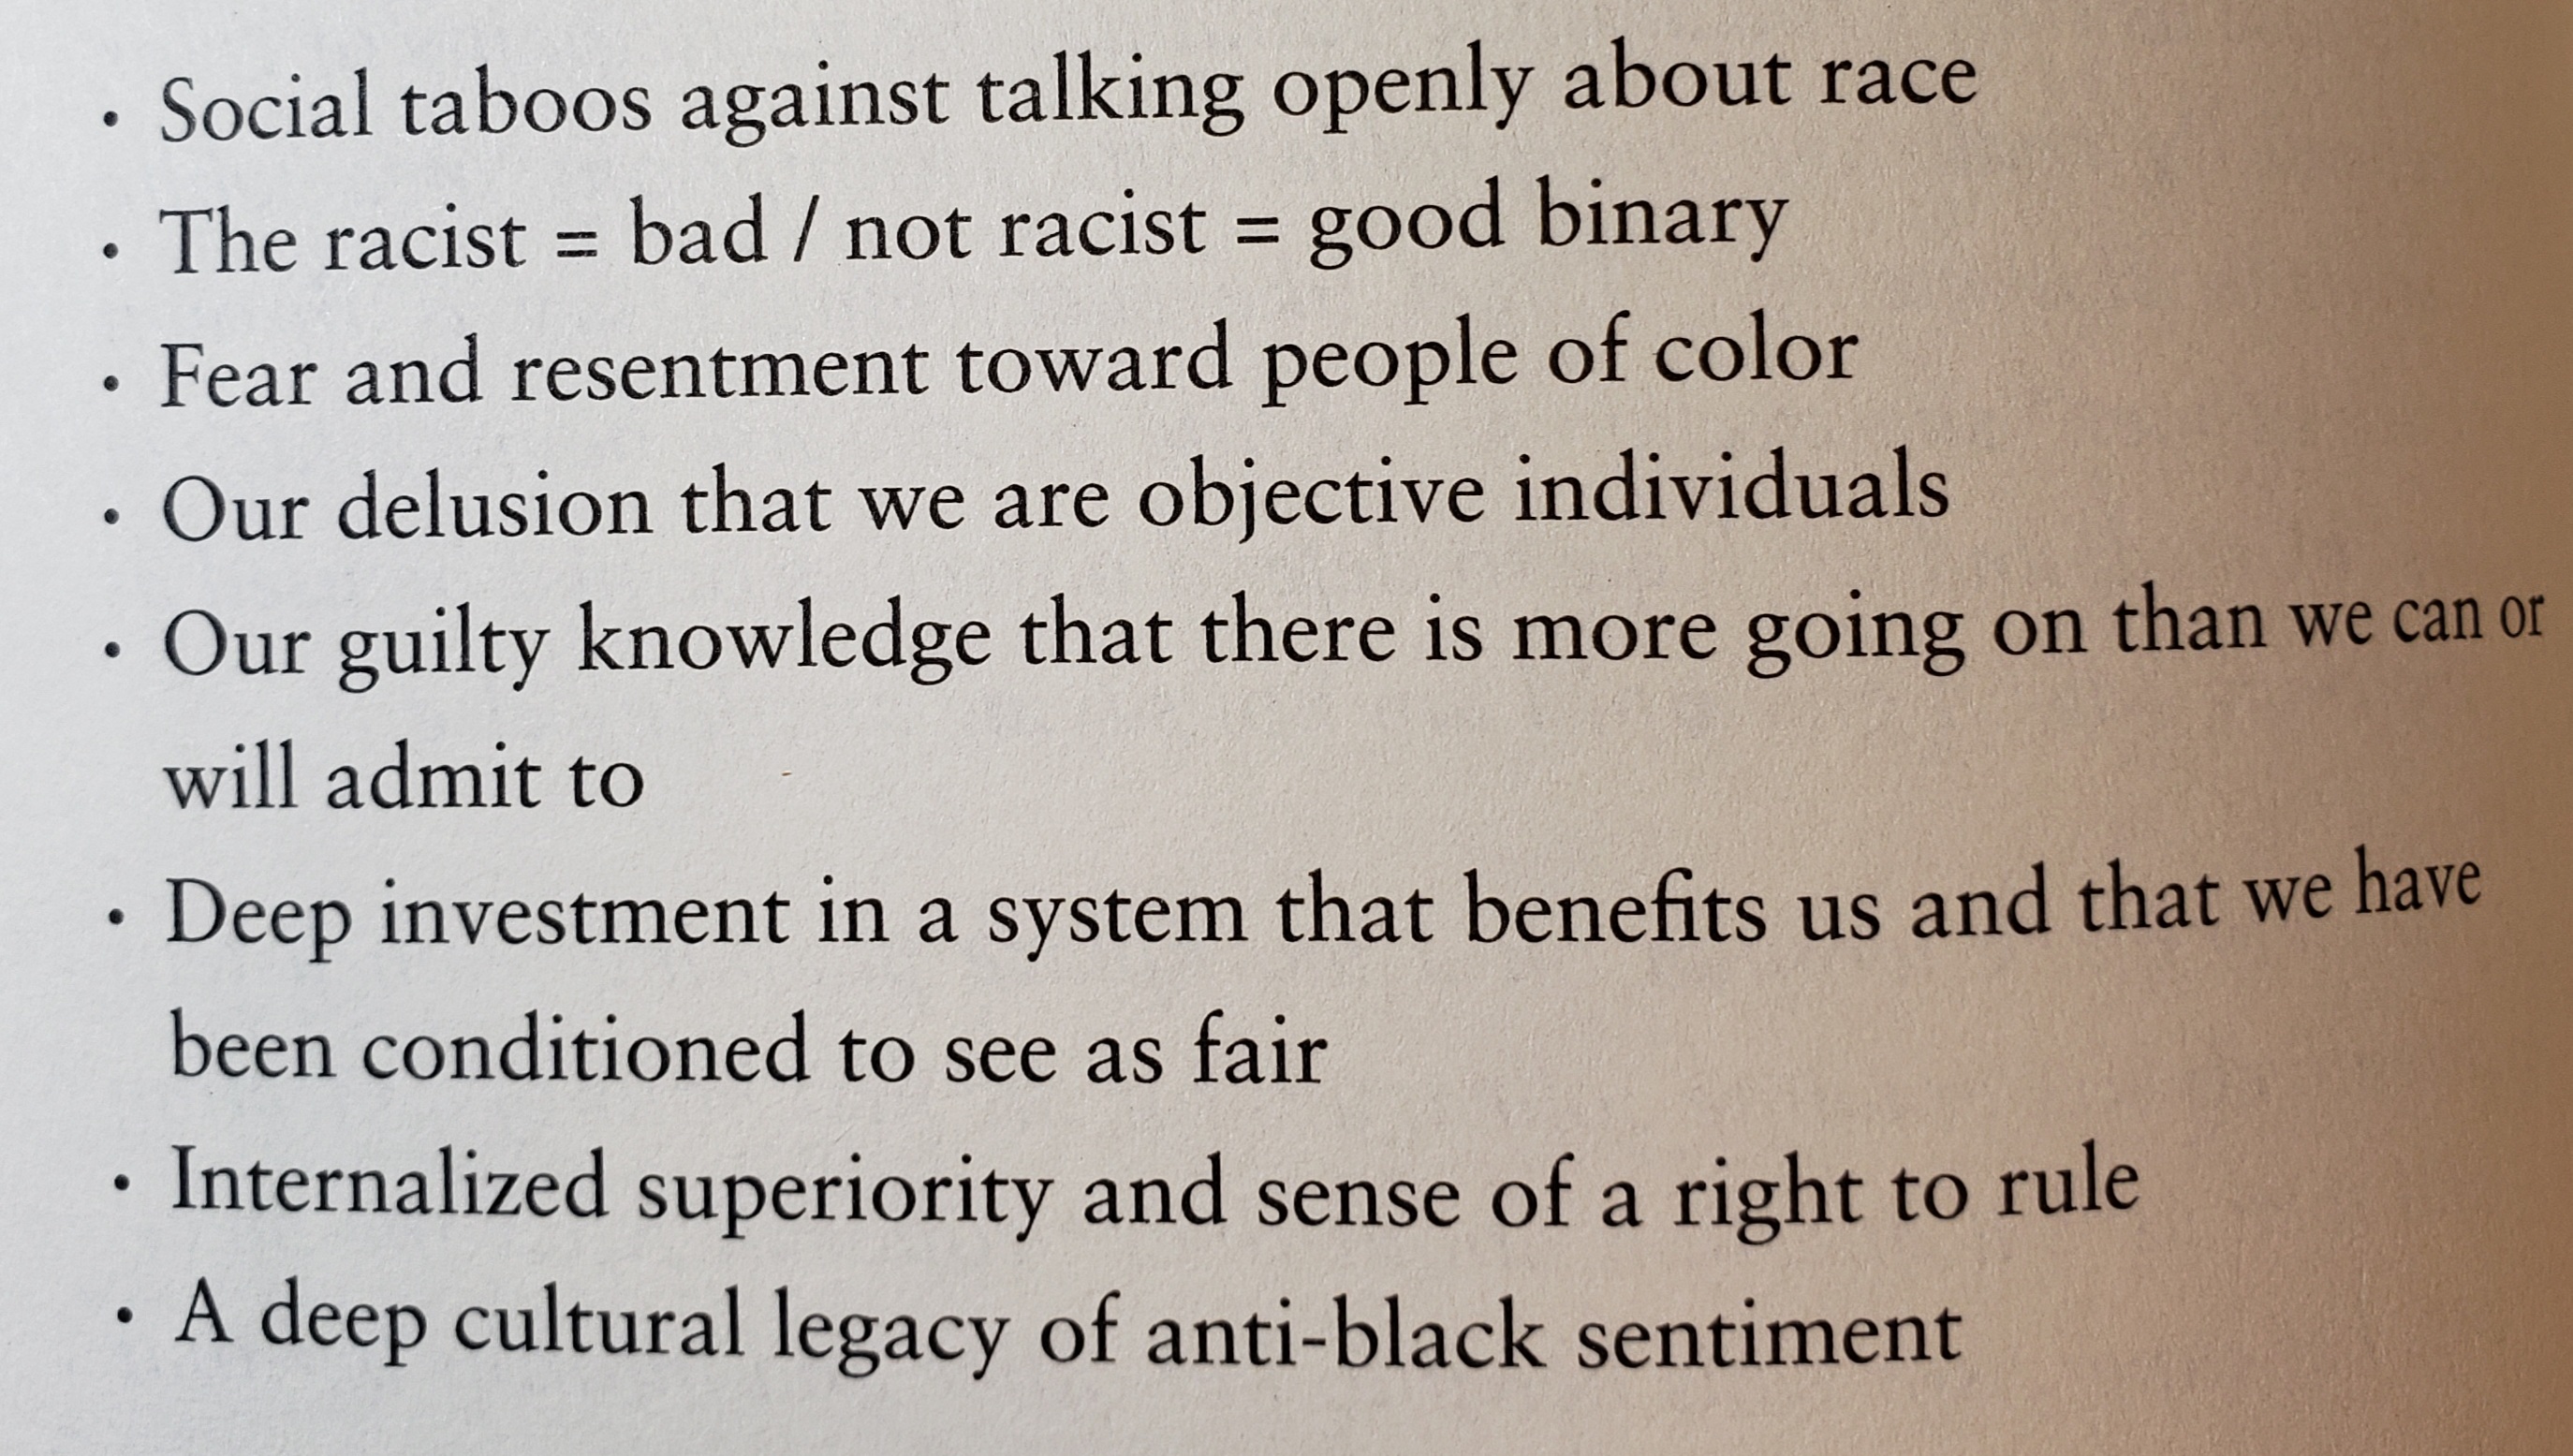 • Social taboos against talking openly about race
• The racist = bad / not racist = good binary
• Fear and resentment toward people of color
• Our delusion that we are objective individuals
• Our guilty knowledge that there is more going on than we can or
will admit to
• Deep investment in a system that benefits us and that we have
been conditioned to see as fair
• Internalized superiority and sense of a right to rule
• A deep cultural legacy of anti-black sentiment